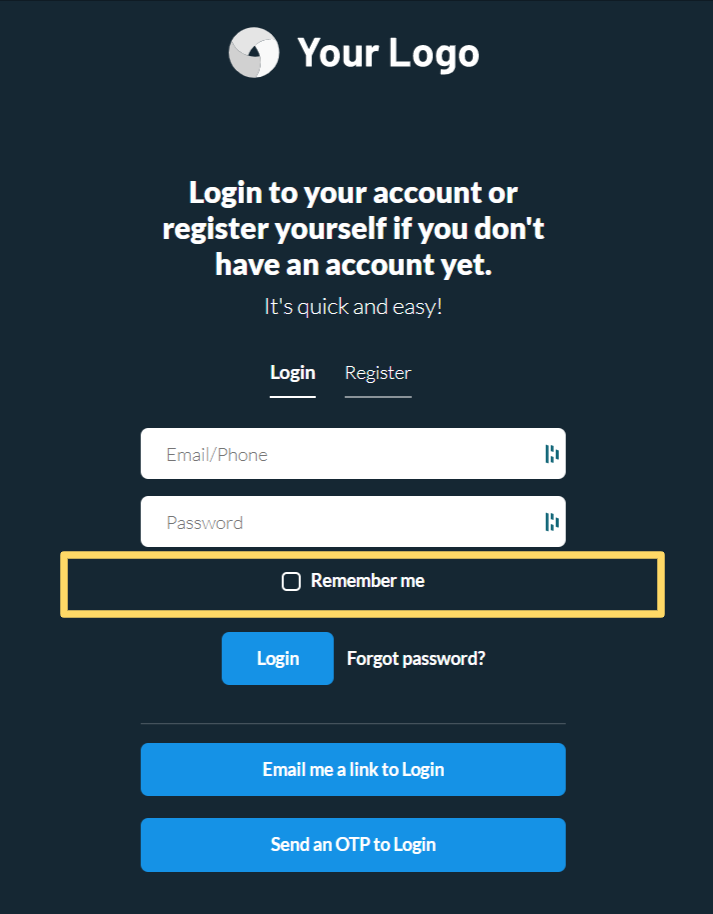 Your Logo
Login to your account or
register yourself if you don't
have an account yet.
It's quick and easy!
Login Register
Email/Phone
Password
Remember me
Login Forgot password?
Email me a link to Login
Send an OTP to Login